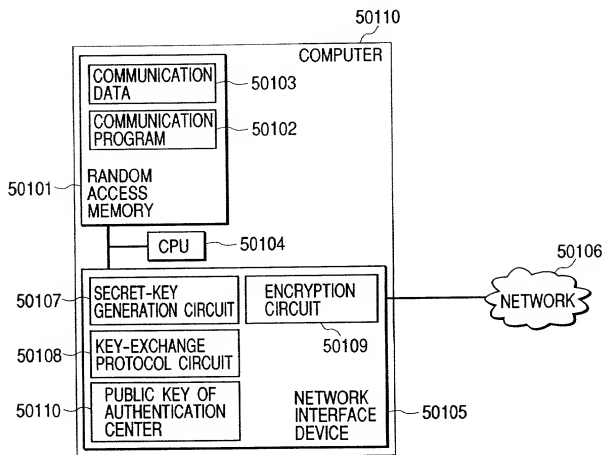 50110
COMPUTER
COMMUNICATION
DATA
50103
COMMUNICATION
PROGRAM
50102
50101
RANDOM
ACCESS
MEMORY
CPU
50104
50106
NETWORK
50107
SECRET-KEY
GENERATION CIRCUIT
ENCRYPTION
CIRCUIT
50109
50108
KEY-EXCHANGE
PROTOCOL CIRCUIT
50110
PUBLIC KEY OF
AUTHENTICATION
CENTER
NETWORK
INTERFACE
DEVICE
50105